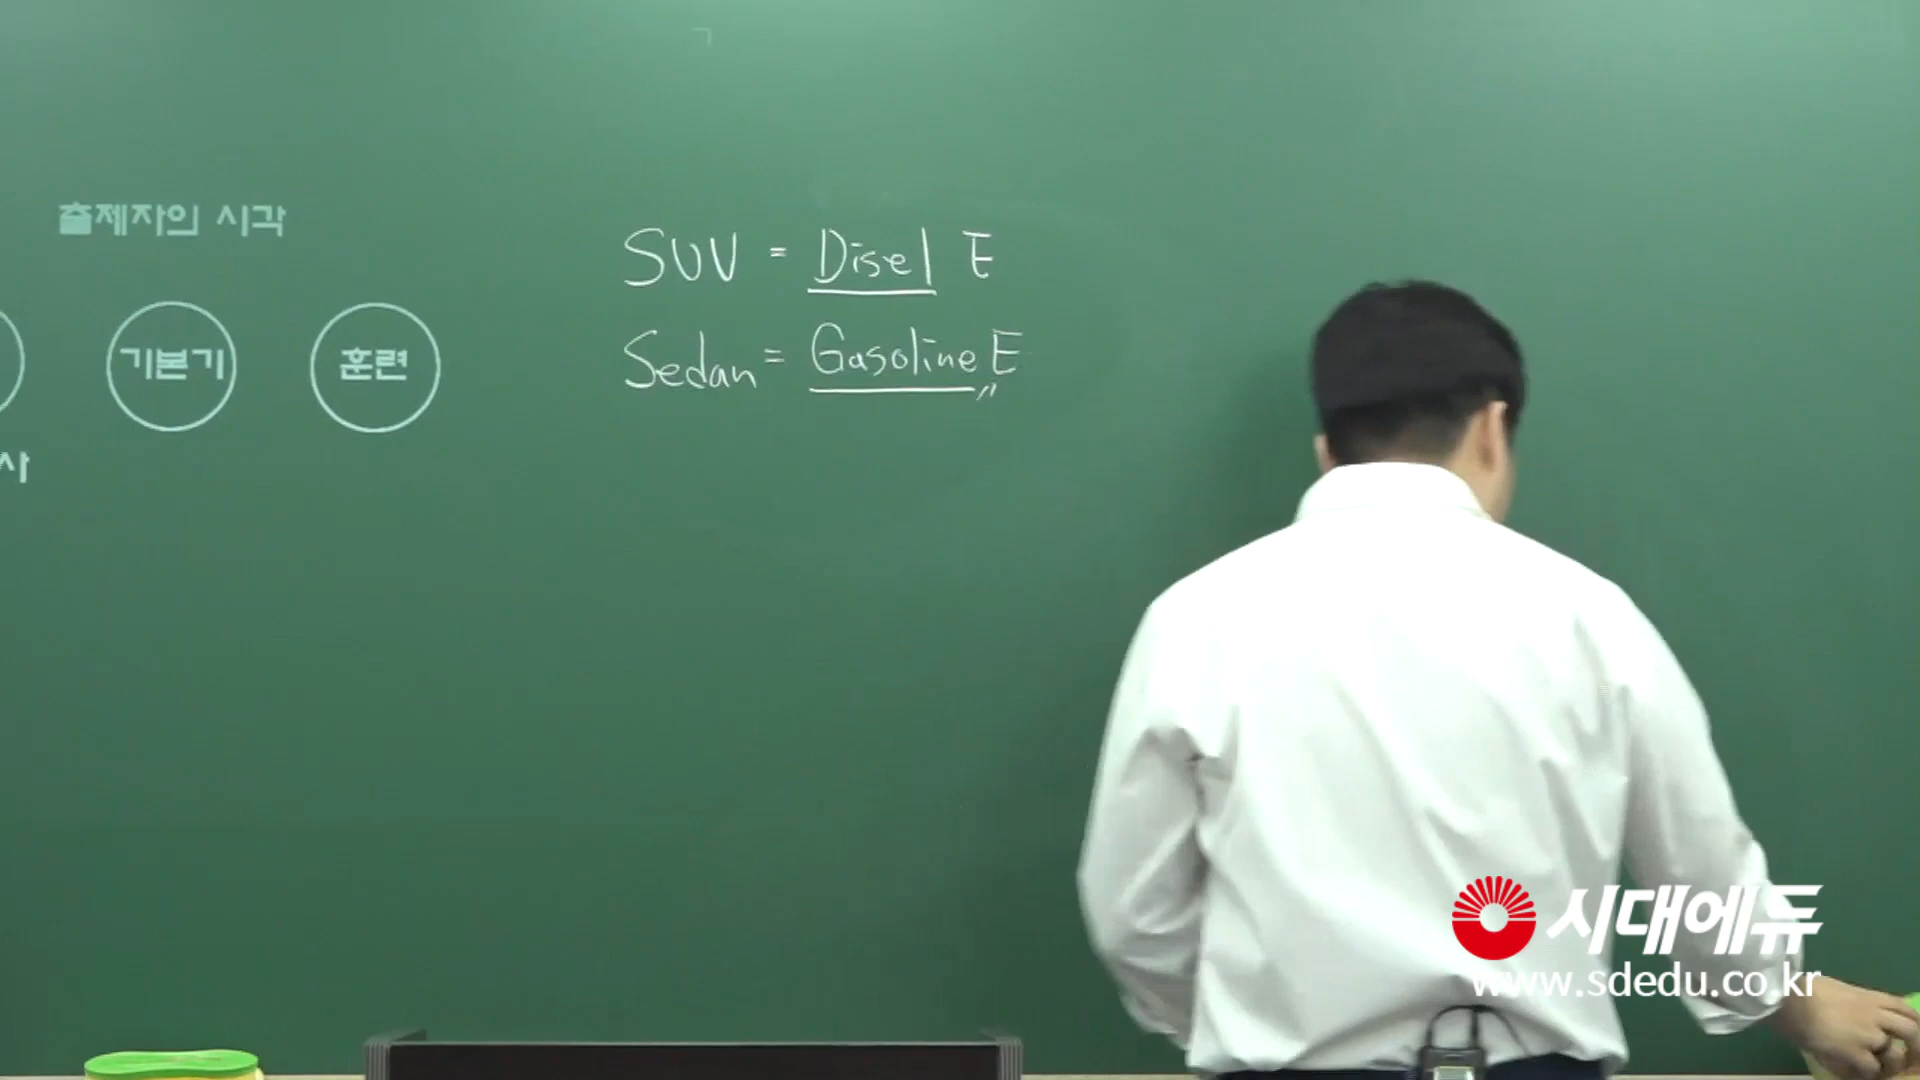 출제자의 시각
기본기
훈련
사
SUV = Disel E
Sedan = Gasoline E
시대에듀
www.sdedu.co.kr